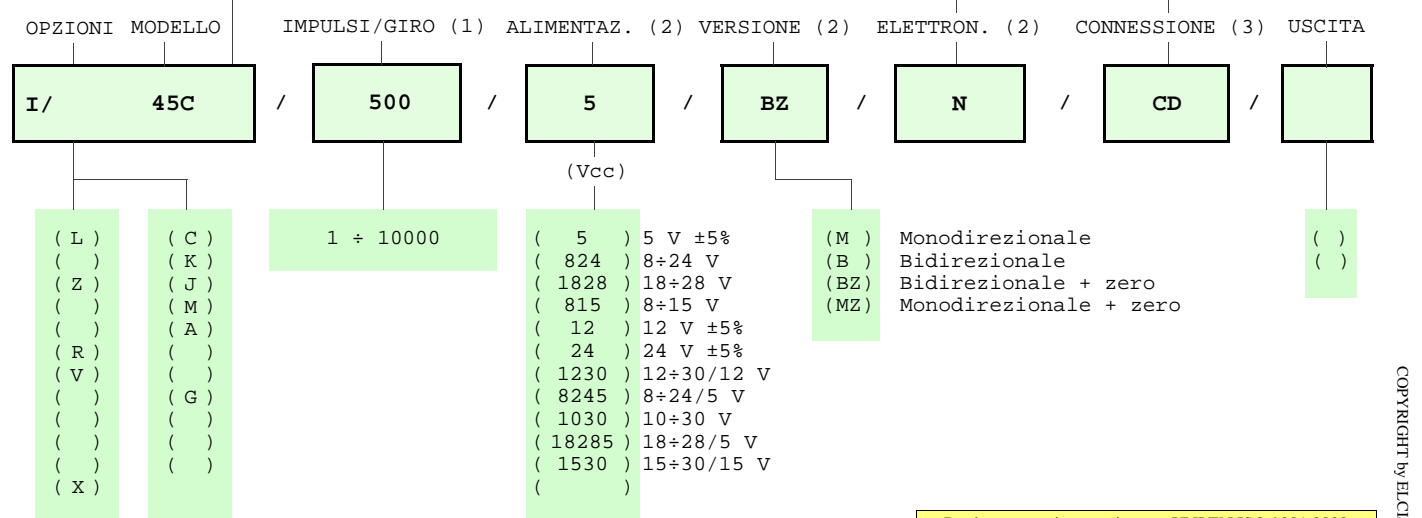 OPZIONI MODELLO IMPULSI/GIRO (1) ALIMENTAZ. (2) VERSIONE (2) ELETTRON. (2) CONNESSIONE (3) USCITA
I/ 45C / 500 / 5 / BZ / N / CD /
(Vcc)
( L ) ( C ) 1 ÷ 10000 ( 5 ) 5 V ±5% (M ) Monodirezionale ( )
( ) ( K ) ( 824 ) 8÷24 V (B ) Bidirezionale ( )
( Z ) ( J ) ( 1828 ) 18÷28 V (BZ) Bidirezionale + zero
( ) ( M ) ( 815 ) 8÷15 V (MZ) Monodirezionale + zero
( ) ( A ) ( 12 ) 12 V ±5%
( R ) ( ) ( 24 ) 24 V ±5%
( V ) ( ) ( 1230 ) 12÷30/12 V
( ) ( G ) ( 8245 ) 8÷24/5 V
( ) ( ) ( 1030 ) 10÷30 V
( ) ( ) ( 18285 ) 18÷28/5 V
( ) ( ) ( 1530 ) 15÷30/15 V
( X ) ( )
COPYRIGHT by ELCI